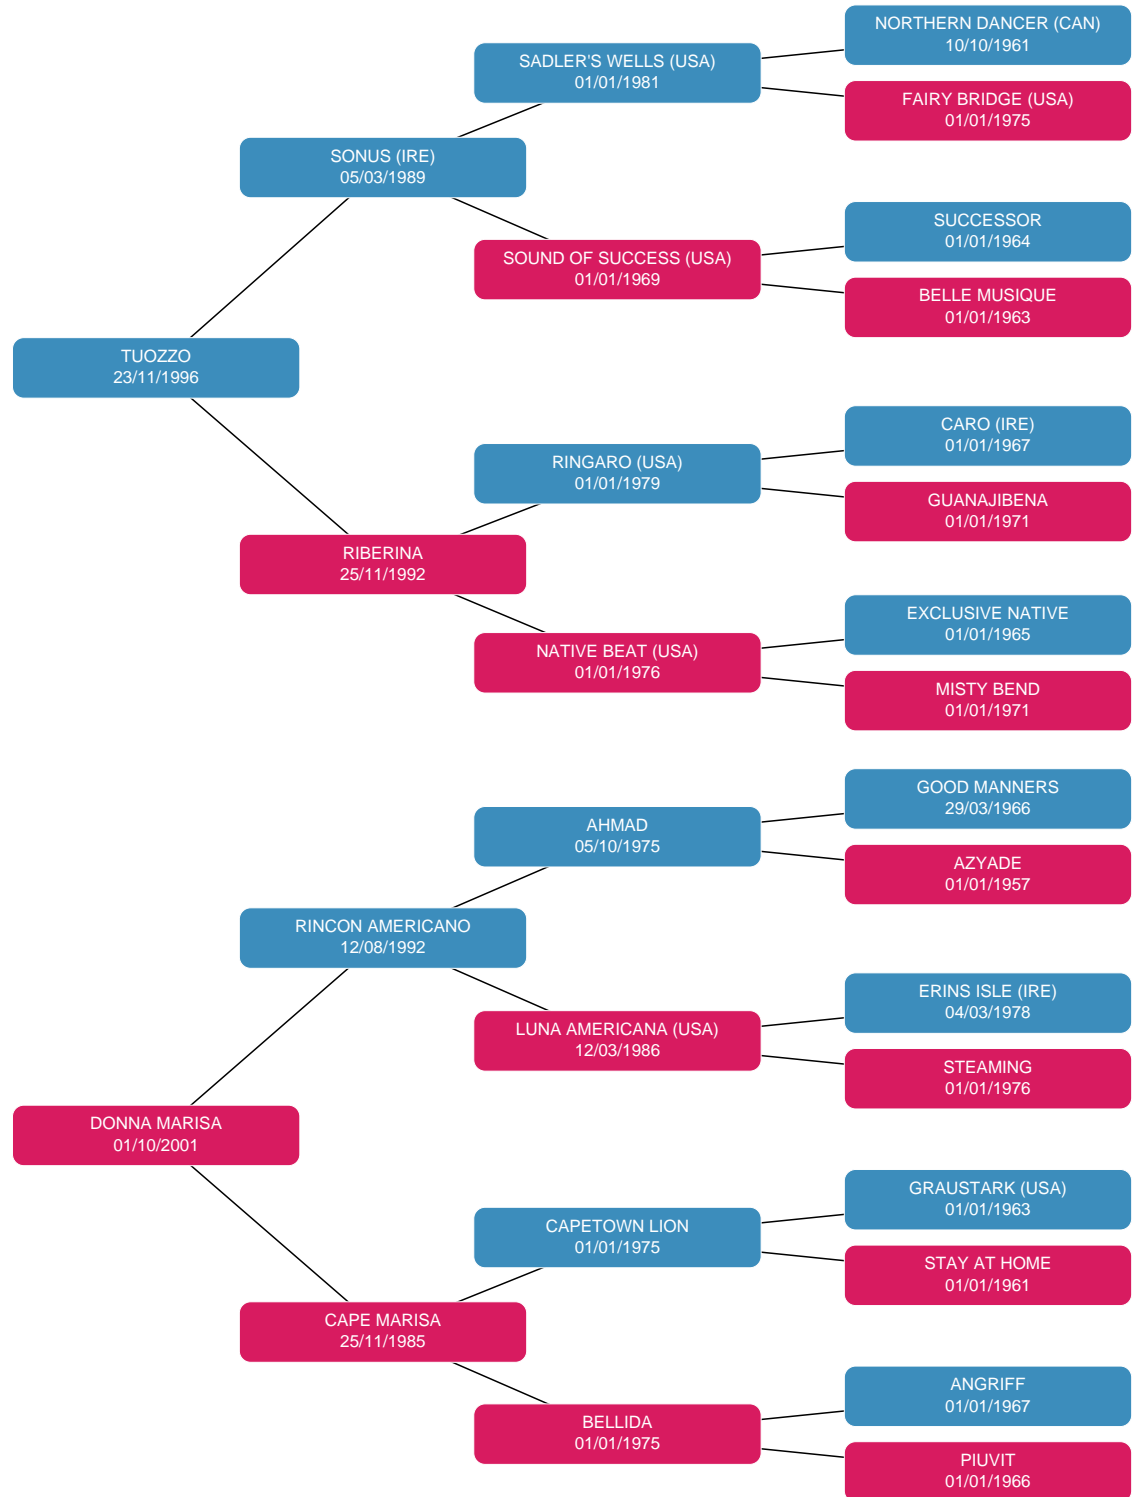 NORTHERN DANCER (CAN)
10/10/1961
SADLER'S WELLS (USA)
01/01/1981
FAIRY BRIDGE (USA)
01/01/1975
SONUS (IRE)
05/03/1989
SUCCESSOR
01/01/1964
SOUND OF SUCCESS (USA)
01/01/1969
BELLE MUSIQUE
01/01/1963
TUOZZO
23/11/1996
CARO (IRE)
01/01/1967
RINGARO (USA)
01/01/1979
GUANAJIBENA
01/01/1971
RIBERINA
25/11/1992
EXCLUSIVE NATIVE
01/01/1965
NATIVE BEAT (USA)
01/01/1976
MISTY BEND
01/01/1971
GOOD MANNERS
29/03/1966
AHMAD
05/10/1975
AZYADE
01/01/1957
RINCON AMERICANO
12/08/1992
ERINS ISLE (IRE)
04/03/1978
LUNA AMERICANA (USA)
12/03/1986
STEAMING
01/01/1976
DONNA MARISA
01/10/2001
GRAUSTARK (USA)
01/01/1963
CAPETOWN LION
01/01/1975
STAY AT HOME
01/01/1961
CAPE MARISA
25/11/1985
ANGRIFF
01/01/1967
BELLIDA
01/01/1975
PIUVIT
01/01/1966